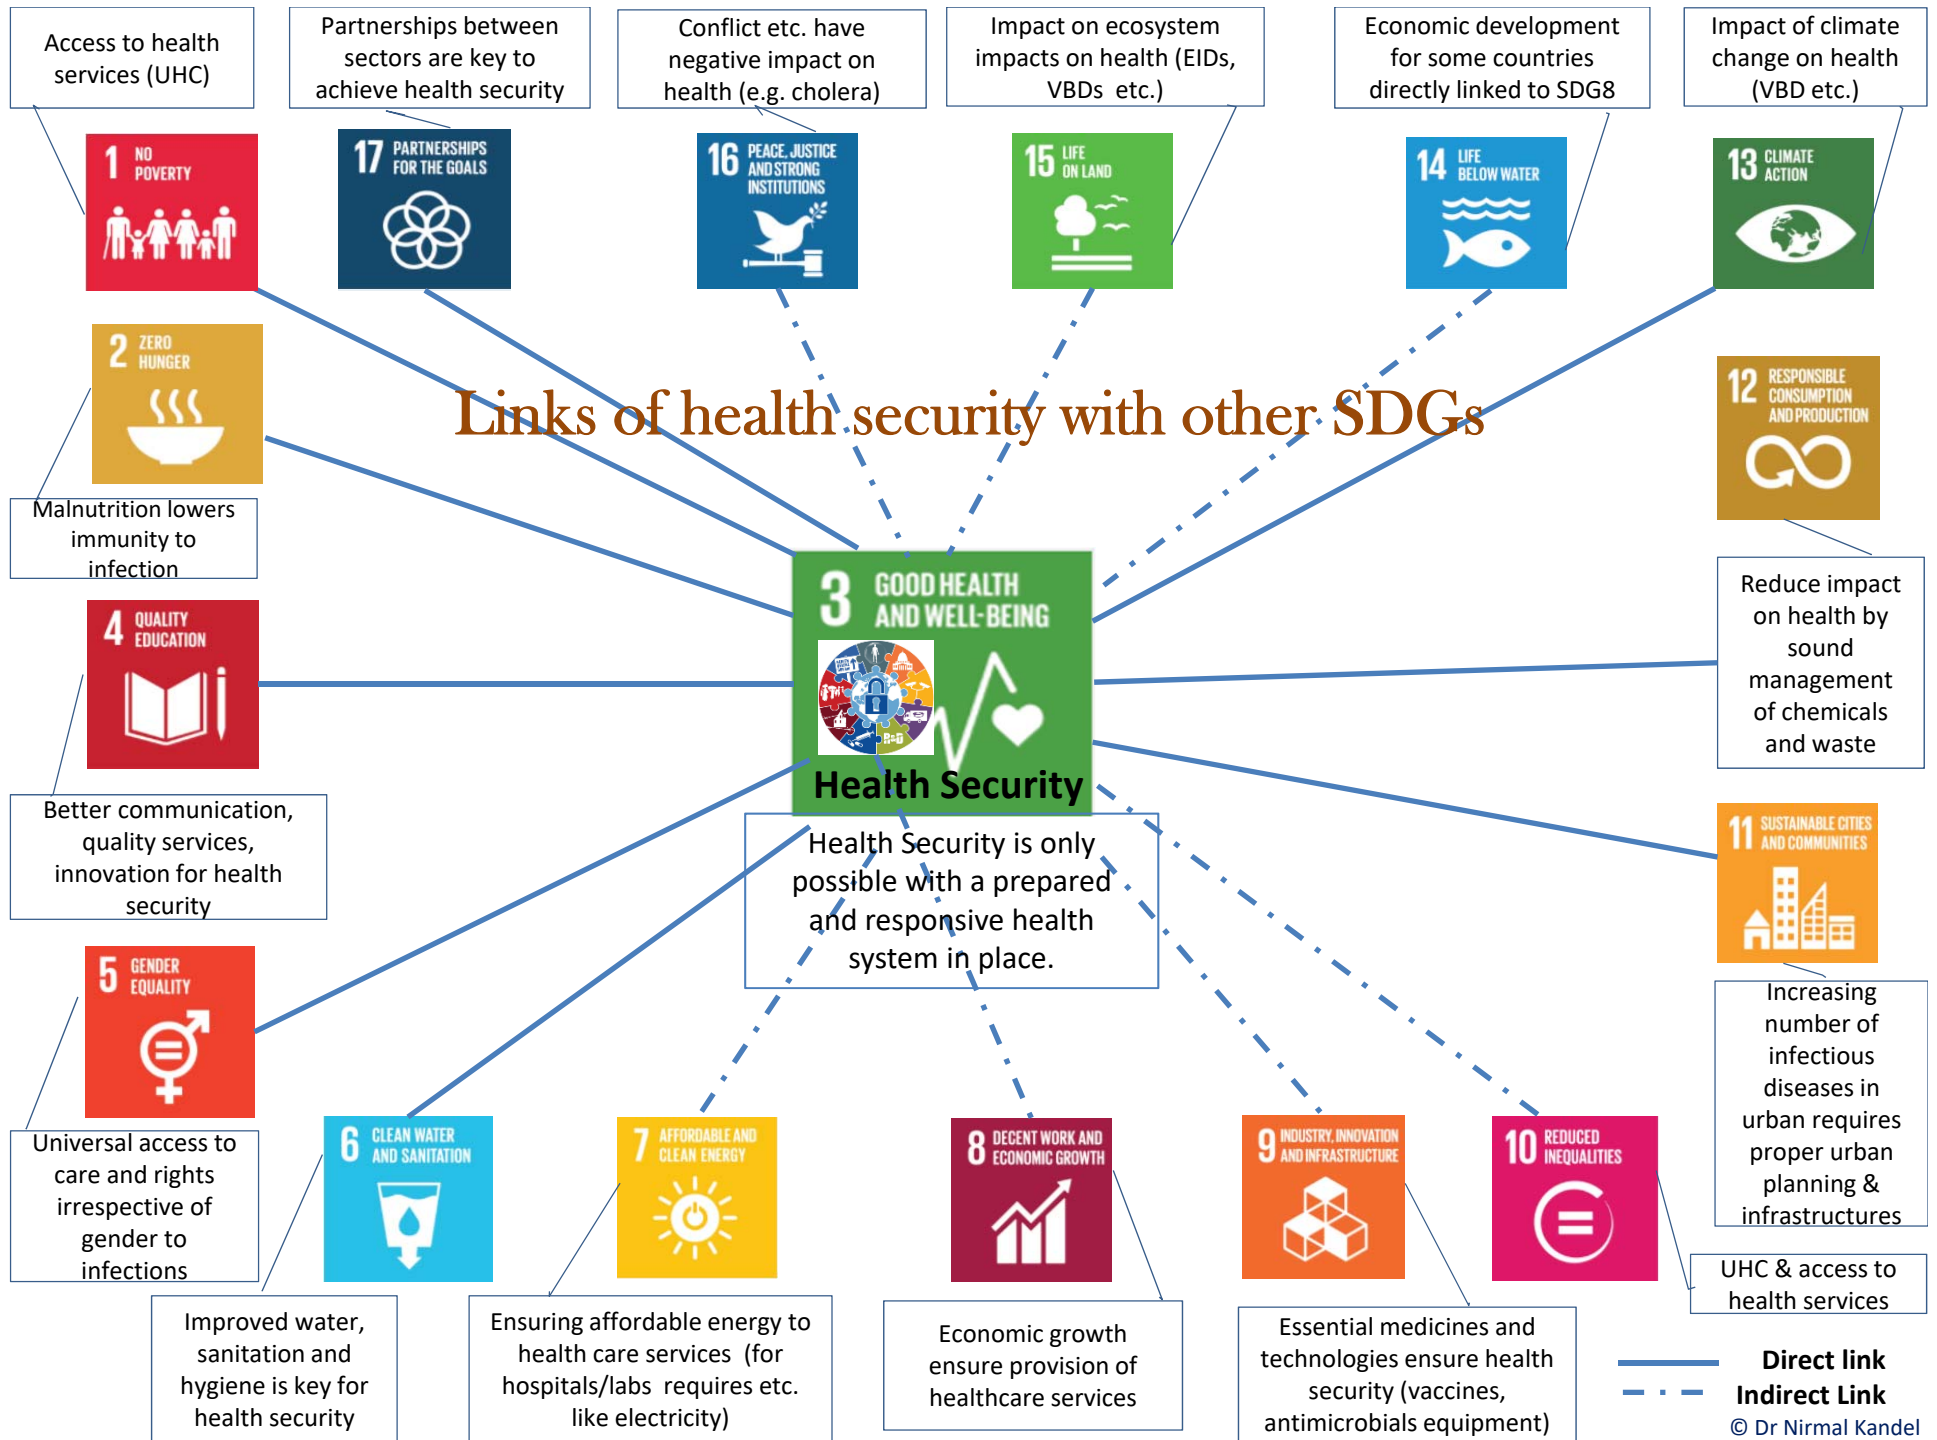 Access to health
services (UHC)
Partnerships between
sectors are key to
achieve health security
Conflict etc. have
negative impact on
health (e.g. cholera)
Impact on ecosystem
impacts on health (EIDs,
VBDs etc.)
Economic development
for some countries
directly linked to SDG8
Impact of climate
change on health
(VBD etc.)
1 NO
POVERTY
17 PARTNERSHIPS
FOR THE GOALS
16 PEACE, JUSTICE
AND STRONG
INSTITUTIONS
15 LIFE
ON LAND
14 LIFE
BELOW WATER
13 CLIMATE
ACTION
Links of health security with other SDGs
2 ZERO
HUNGER
Malnutrition lowers
immunity to
infection
12 RESPONSIBLE
CONSUMPTION
AND PRODUCTION
Reduce impact
on health by
sound
management
of chemicals
and waste
3 GOOD HEALTH
AND WELL-BEING
R&D
Health Security
Health Security is only
possible with a prepared
and responsive health
system in place.
4 QUALITY
EDUCATION
Better communication,
quality services,
innovation for health
security
11 SUSTAINABLE CITIES
AND COMMUNITIES
Increasing
number of
infectious
diseases in
urban requires
proper urban
planning &
infrastructures
5 GENDER
EQUALITY
Universal access to
care and rights
irrespective of
gender to
infections
6 CLEAN WATER
AND SANITATION
7 AFFORDABLE AND
CLEAN ENERGY
8 DECENT WORK AND
ECONOMIC GROWTH
9 INDUSTRY, INNOVATION
AND INFRASTRUCTURE
10 REDUCED
INEQUALITIES
UHC & access to
health services
Improved water,
sanitation and
hygiene is key for
health security
Ensuring affordable energy to
health care services (for
hospitals/labs requires etc.
like electricity)
Economic growth
ensure provision of
healthcare services
Essential medicines and
technologies ensure health
security (vaccines,
antimicrobials equipment)
Direct link
Indirect Link
© Dr Nirmal Kandel